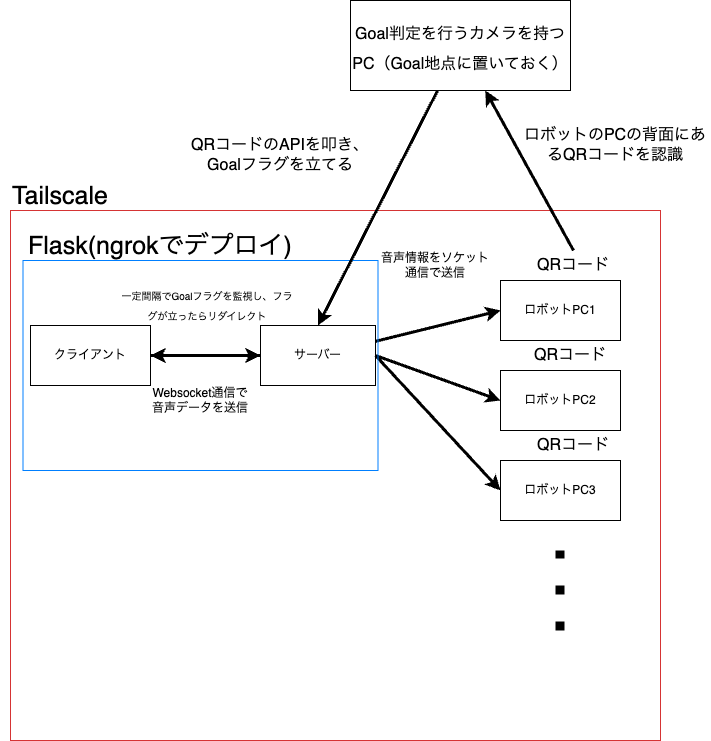 Goal判定を行うカメラを持つ
PC（Goal地点に置いておく）
QRコードのAPIを叩き、
Goalフラグを立てる
ロボットのPCの背面にあ
るQRコードを認識
Tailscale
Flask(ngrokでデプロイ)
音声情報をソケット
通信で送信
QRコード
一定間隔でGoalフラグを監視し、フラ
グが立ったらリダイレクト
クライアント
サーバー
Websocket通信で
音声データを送信
ロボットPC1
QRコード
ロボットPC2
QRコード
ロボットPC3